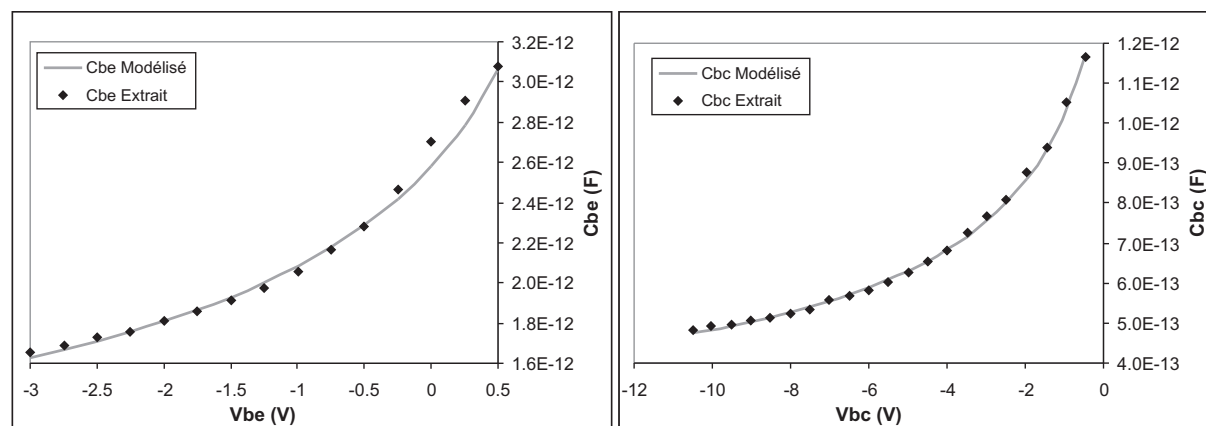 Cbe Modélisé
Cbe Extrait
3.2E-12
3.0E-12
2.8E-12
2.6E-12
2.4E-12
2.2E-12
2.0E-12
1.8E-12
1.6E-12
Cbe (F)
-3 -2.5 -2 -1.5 -1 -0.5 0 0.5
Vbe (V)
Cbc Modélisé
Cbc Extrait
1.2E-12
1.1E-12
1.0E-12
9.0E-13
8.0E-13
7.0E-13
6.0E-13
5.0E-13
4.0E-13
Cbc (F)
-12 -10 -8 -6 -4 -2 0
Vbc (V)